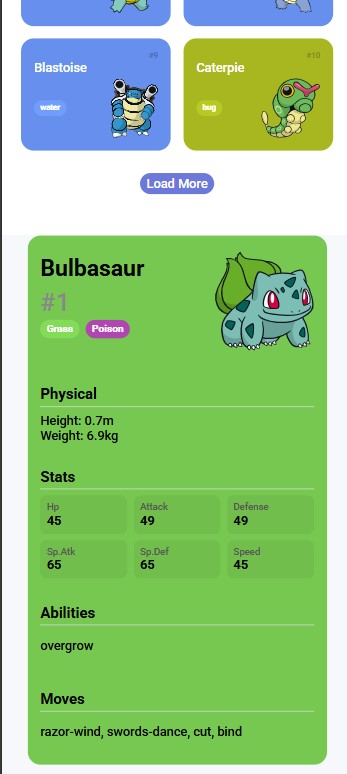 #9
Blastoise
water
#10
Caterpie
bug
Load More
Bulbasaur
#1
Grass
Poison
Physical
Height: 0.7m
Weight: 6.9kg
Stats
Hp
45
Attack
49
Defense
49
Sp.Atk
65
Sp.Def
65
Speed
45
Abilities
overgrow
Moves
razor-wind, swords-dance, cut, bind